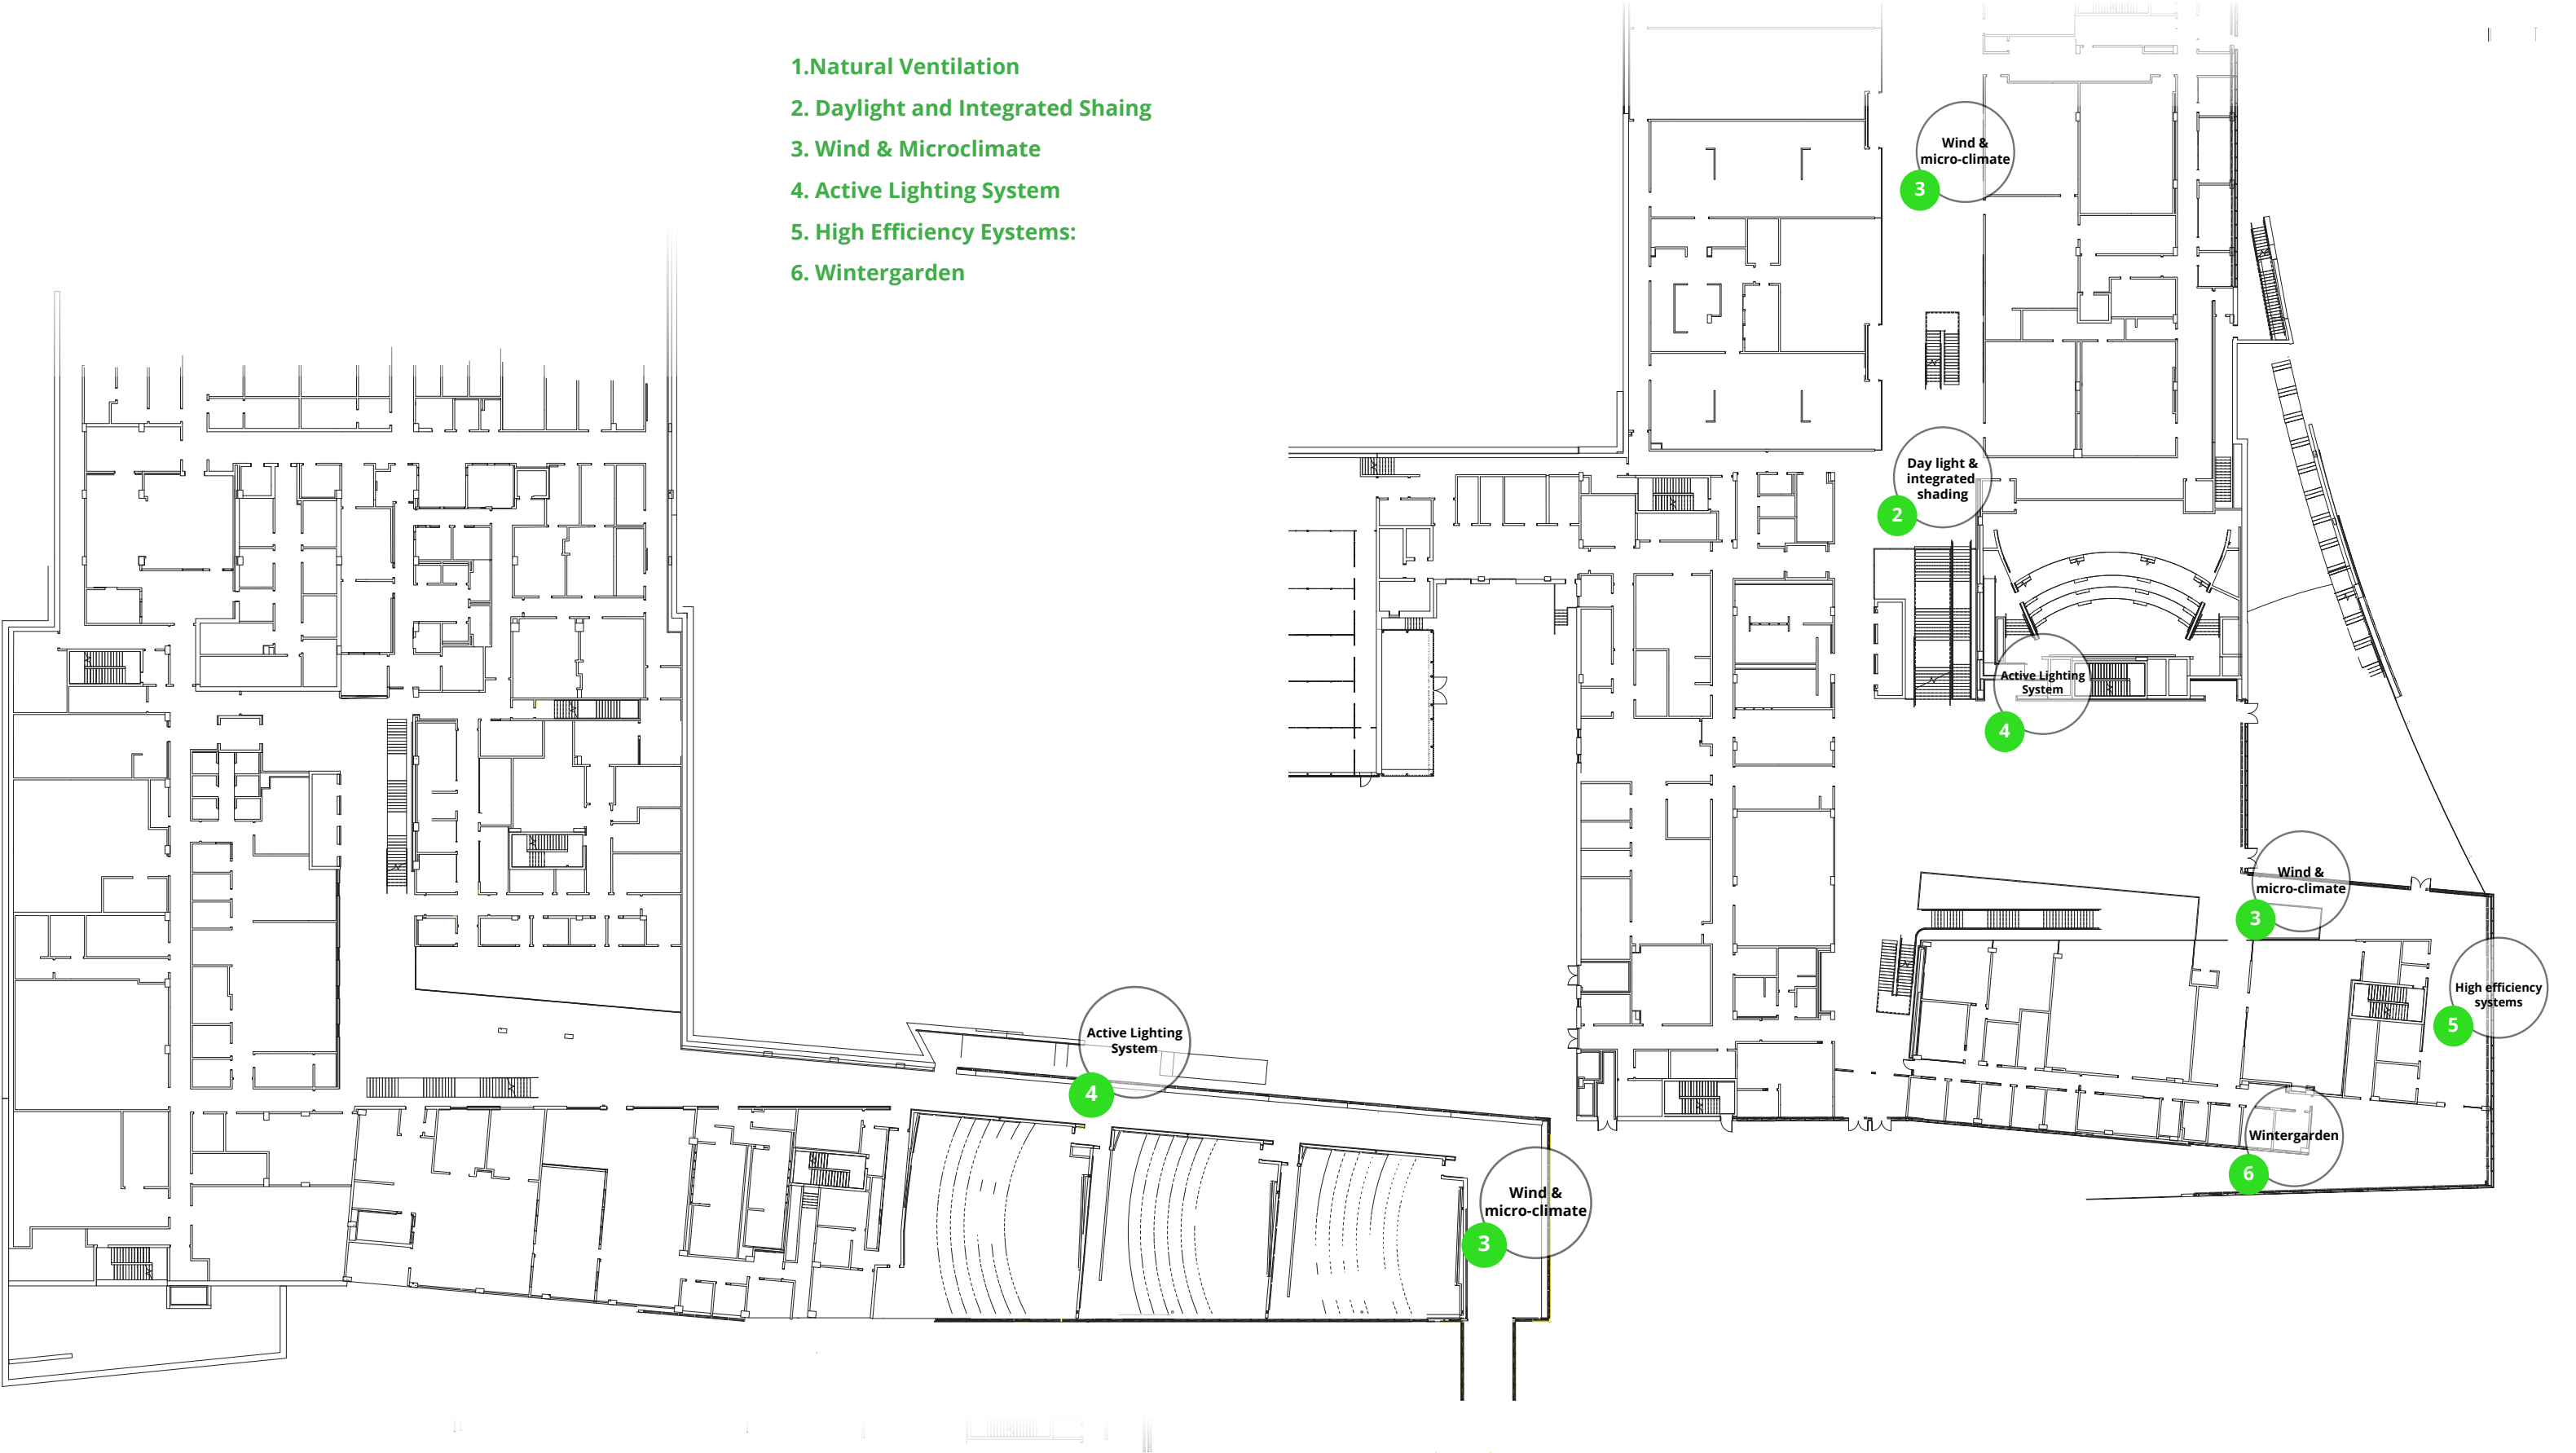 1.Natural Ventilation
2. Daylight and Integrated Shaing
3. Wind & Microclimate
4. Active Lighting System
5. High Efficiency Eystems:
6. Wintergarden
Wind &
micro-climate
3
Day light &
integrated
shading
2
Active Lighting
System
4
Wind &
micro-climate
3
High efficiency
systems
5
Active Lighting
System
4
Wintergarden
6
Wind &
micro-climate
3